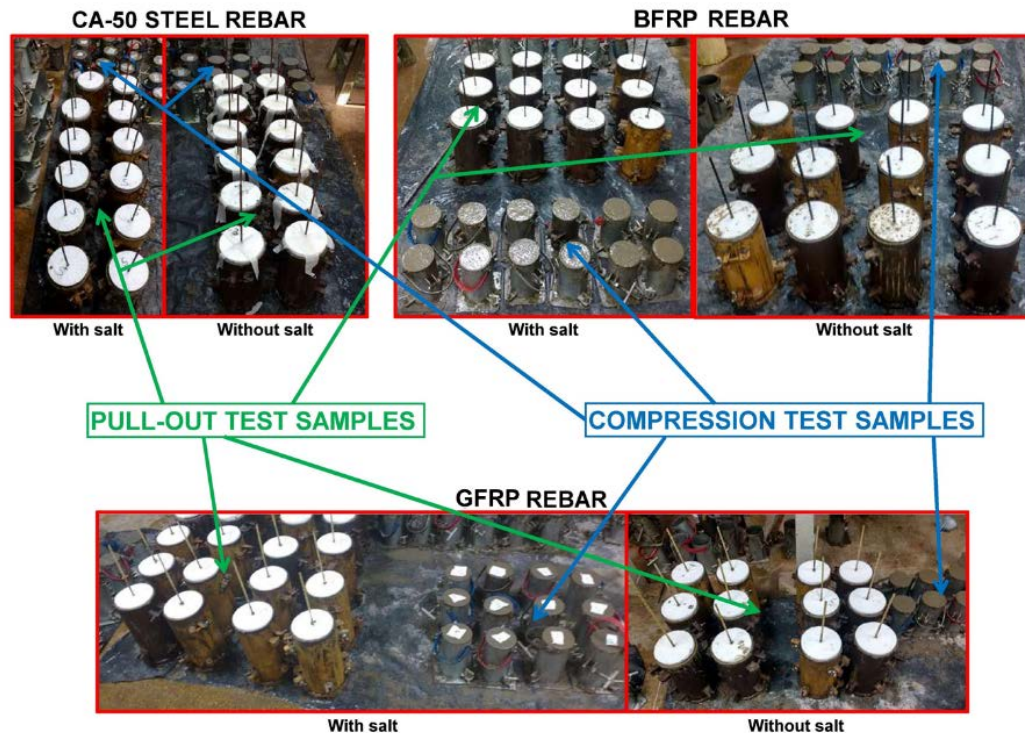 CA-50 STEEL REBAR
BFRP REBAR
With salt
Without salt
With salt
Without salt
PULL-OUT TEST SAMPLES
COMPRESSION TEST SAMPLES
GFRP REBAR
With salt
Without salt